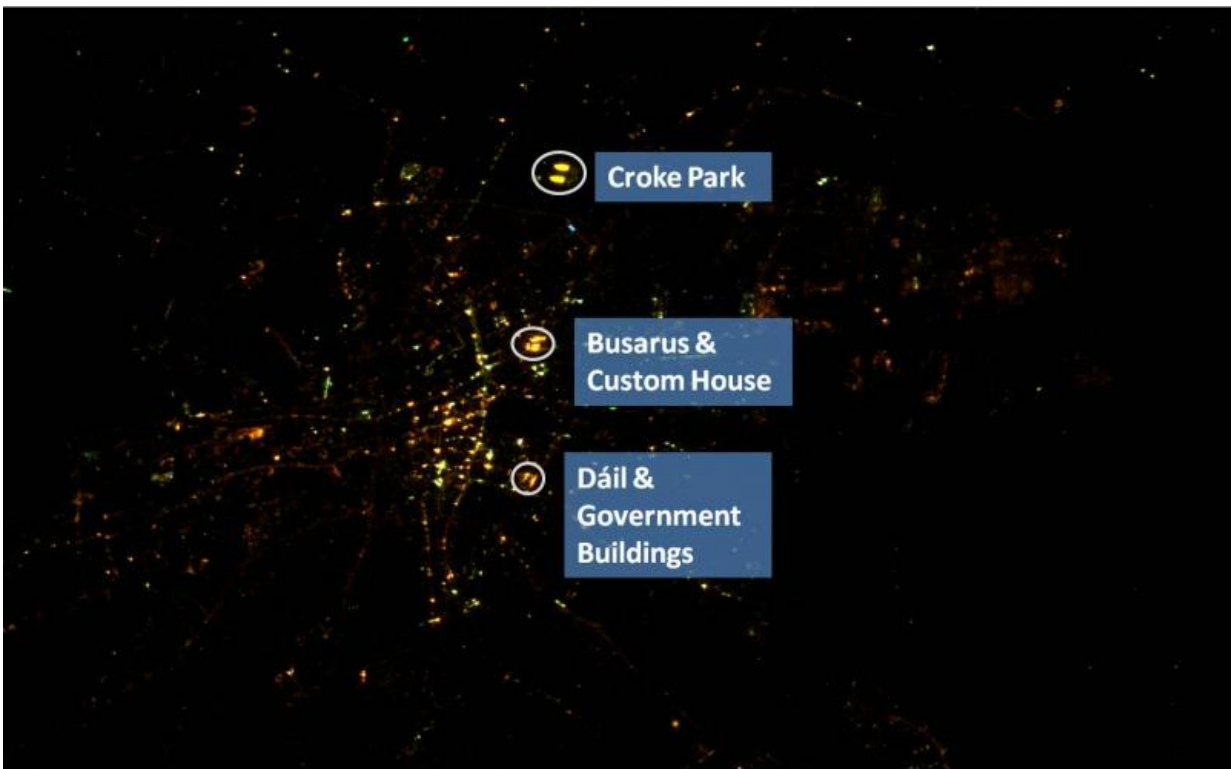 Croke Park
Busarus &
Custom House
Dáil &
Government
Buildings